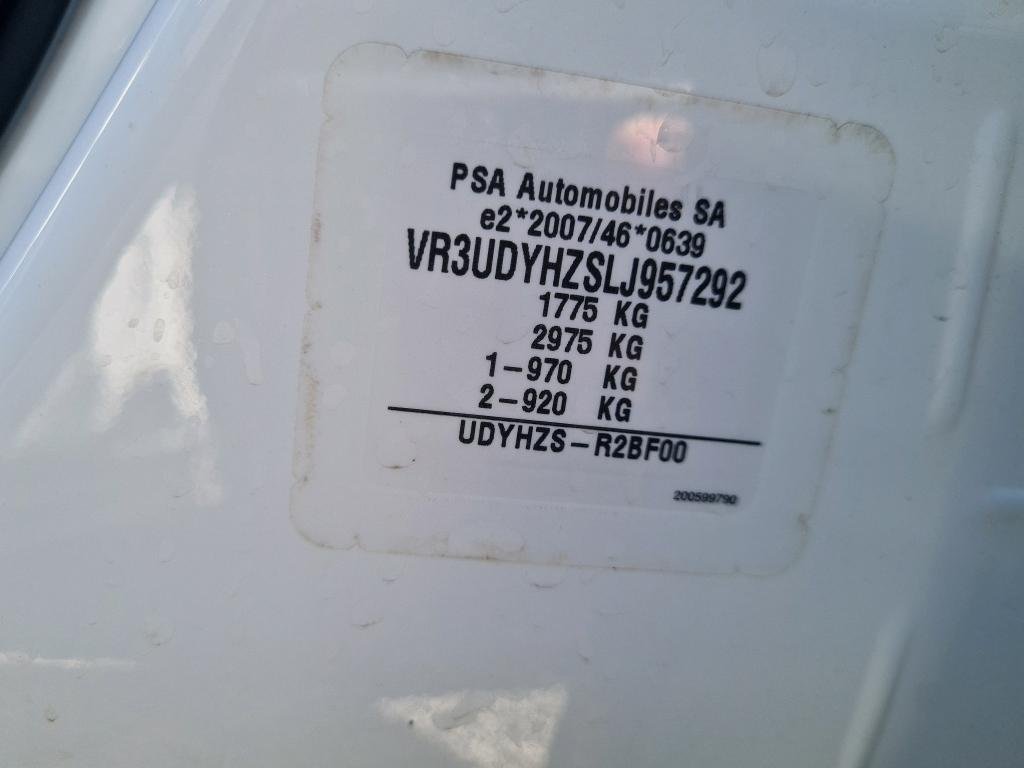 PSA Automobiles SA
e2*2007/46*0639
VR3UDYHZSLJ957292
1775 KG
2975 KG
1-970 KG
2-920 KG
UDYHZS-R2BF00
200599790